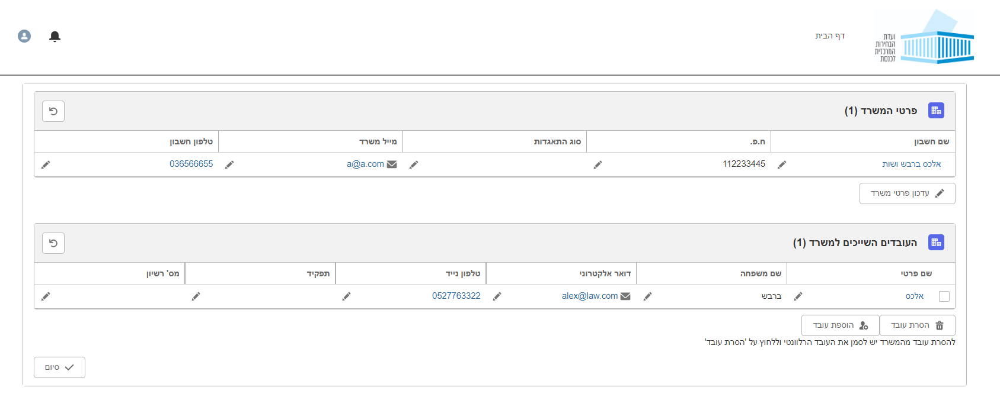 ועדת
הבחירות
המרכזית
לכנסת
דף הבית
פרטי המשרד (1)
שם חשבון ח.פ. סוג התאגדות מייל משרד טלפון חשבון
אלכס ברבש ושות 112233445 a@a.com 036566655
עדכון פרטי משרד
העובדים השייכים למשרד (1)
שם פרטי שם משפחה דואר אלקטרוני טלפון נייד תפקיד מס' רשיון
אלכס ברבש alex@law.com 0527763322
הסרת עובד הוספת עובד
להסרת עובד מהמשרד יש לסמן את העובד הרלוונטי וללחוץ על 'הסרת עובד'
סיום